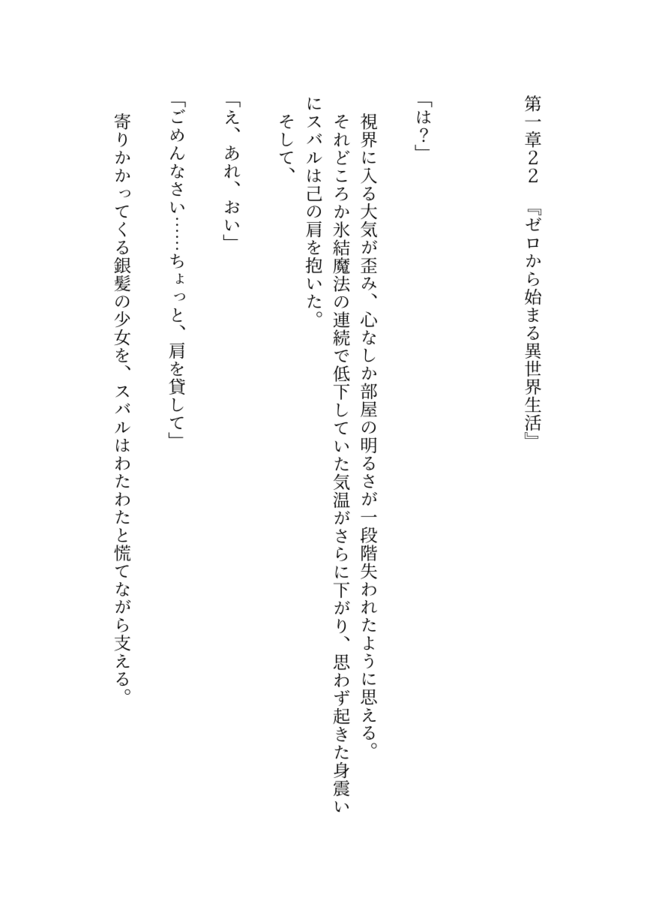 第一章２２　『ゼロから始まる異世界生活』
「は？」
　視界に入る大気が歪み、心なしか部屋の明るさが一段階失われたように思える。
　それどころか氷結魔法の連続で低下していた気温がさらに下がり、思わず起きた身震い
にスバルは己の肩を抱いた。
　そして、
「え、あれ、おい」
「ごめんなさい……ちょっと、肩を貸して」
　寄りかかってくる銀髪の少女を、スバルはわたわたと慌てながら支える。